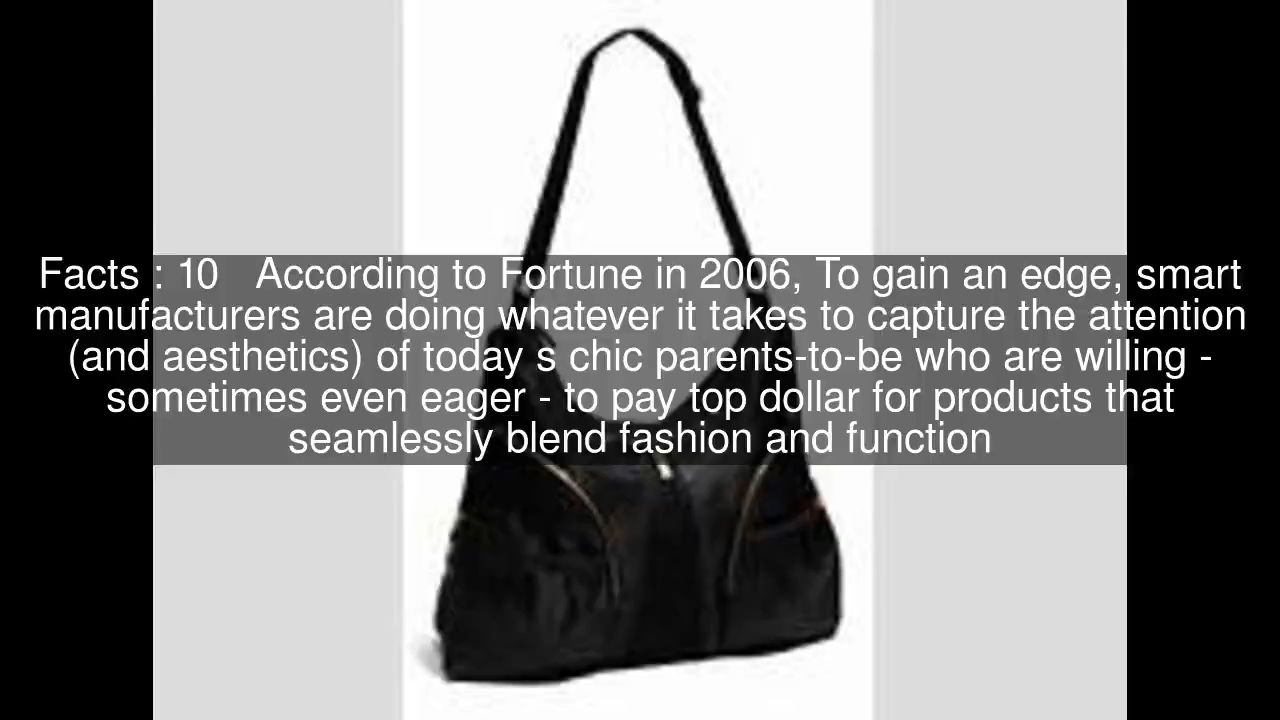 Facts : 10   According to Fortune in 2006, To gain an edge, smart
manufacturers are doing whatever it takes to capture the attention
(and aesthetics) of today s chic parents-to-be who are willing -
sometimes even eager - to pay top dollar for products that
seamlessly blend fashion and function